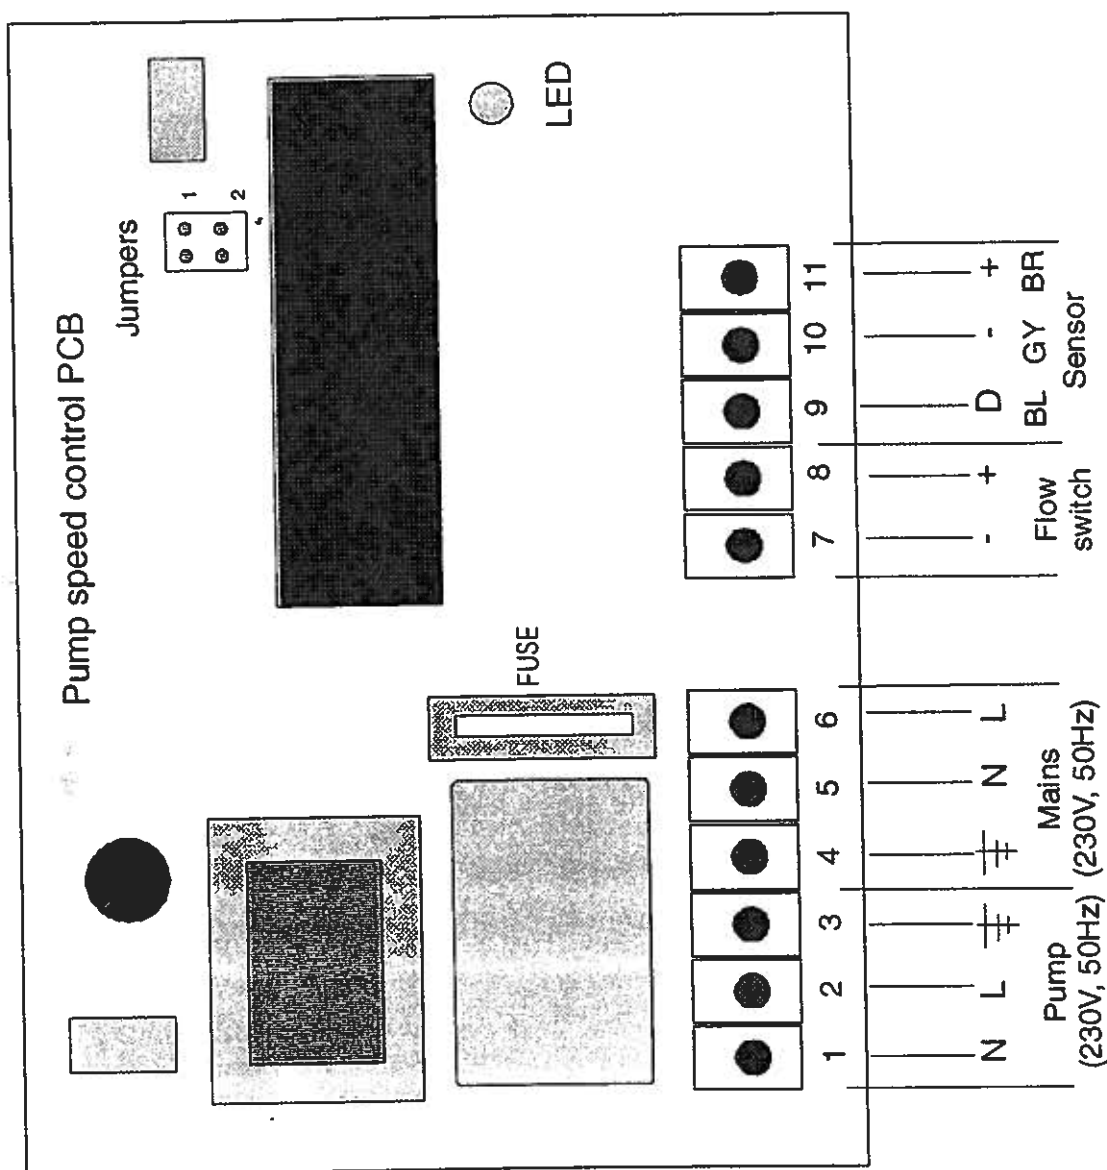 Pump speed control PCB
Jumpers
1
2
LED
FUSE
1 2 3 4 5 6 7 8 9 10 11
N L N L - + D - +
BL GY BR
Pump
(230V, 50Hz)
Mains
(230V, 50Hz)
Flow
switch
Sensor